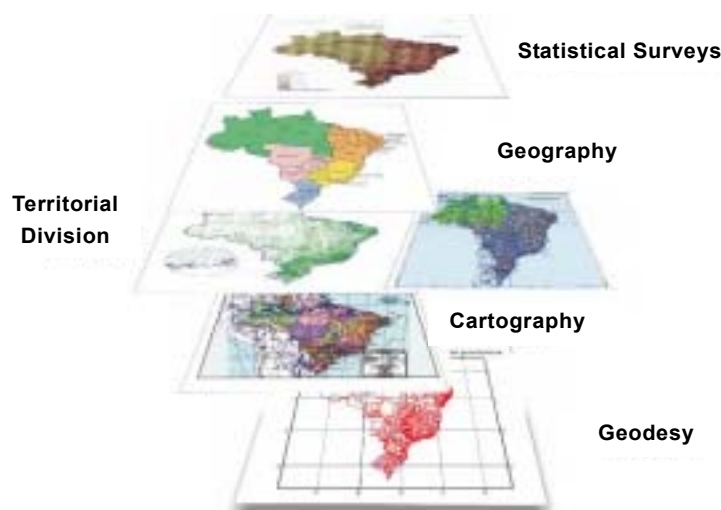 Statistical Surveys
Geography
Territorial
Division
Cartography
Geodesy